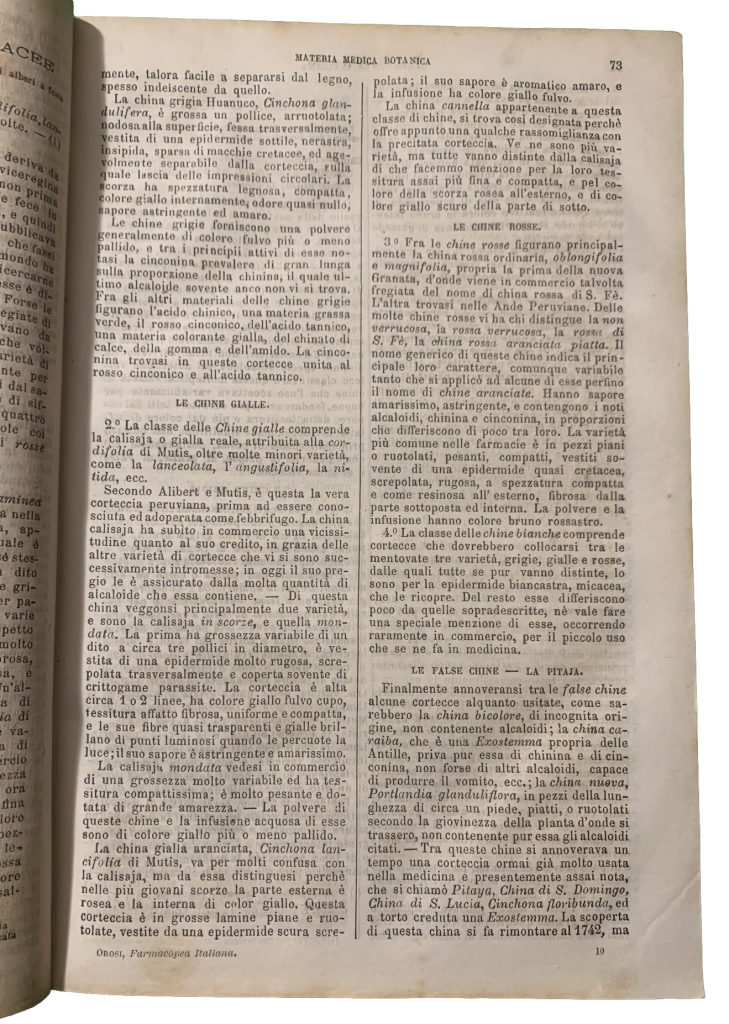 MATERIA MEDICA BOTANICA
73
mente, talora facile a separarsi dal legno,
spesso indeiscente da quello.
La china grigia Huanuco, Cinchona glan-
dulifera, è grossa un pollice, arruotolata;
nodosa alla superficie, fessa trasversalmente,
vestita di una epidermide sottile, nerastra,
insipida, sparsa di macchie cretacee, ed age-
volmente separabile dalla corteccia, sulla
quale lascia delle impressioni circolari. La
scorza ha spezzatura legnosa, compatta,
colore giallo internamente, odore quasi nullo,
sapore astringente ed amaro.
Le chine grigie forniscono una polvere
generalmente di colore fulvo più o meno
pallido, e tra i principii attivi di esse no-
tasi la cinconina prevalere di gran lunga
sulla proporzione della chinina, il quale ul-
timo alcaloide sovente anco non vi si trova.
Fra gli altri materiali delle chine grigie
figurano l'acido chinico, una materia grassa
verde, il rosso cinconico, dell'acido tannico,
una materia colorante gialla, del chinato di
calce, della gomma e dell'amido. La cinco-
nina trovasi in queste cortecce unita al
rosso cinconico e all'acido tannico.
LE CHINE GIALLE.
2.º La classe delle Chine gialle comprende
la calisaja o gialla reale, attribuita alla cor-
difolia di Mutis, oltre molte minori varietà,
come la lanceolata, l'angustifolia, la ni-
tida, ecc.
Secondo Alibert e Mutis, è questa la vera
corteccia peruviana, prima ad essere cono-
sciuta ed adoperata come febbrifugo. La china
calisaja ha subito in commercio una vicissi-
tudine quanto al suo credito, in grazia delle
altre varietà di cortecce che vi si sono suc-
cessivamente intromesse; in oggi il suo pre-
gio le è assicurato dalla molta quantità di
alcaloide che essa contiene. — Di questa
china veggonsi principalmente due varietà,
e sono la calisaja in scorze, e quella mon-
data. La prima ha grossezza variabile di un
dito a circa tre pollici in diametro, è ve-
stita di una epidermide molto rugosa, scre-
polata trasversalmente e coperta sovente di
crittogame parassite. La corteccia è alta
circa 1 o 2 linee, ha colore giallo fulvo cupo,
tessitura affatto fibrosa, uniforme e compatta,
e le sue fibre quasi trasparenti e gialle bril-
lano di punti luminosi quando le percuote la
luce; il suo sapore è astringente e amarissimo.
La calisaja mondata vedesi in commercio
di una grossezza molto variabile ed ha tes-
situra compattissima; è molto pesante e do-
tata di grande amarezza. — La polvere di
queste chine e la infusione acquosa di esse
sono di colore giallo più o meno pallido.
La china gialla aranciata, Cinchona lan-
cifolia di Mutis, va per molti confusa con
la calisaja, ma da essa distinguesi perchè
nelle più giovani scorze la parte esterna è
rosea e la interna di color giallo. Questa
corteccia è in grosse lamine piane e ruo-
tolate, vestite da una epidermide scura scre-
OROSI, Farmacopea Italiana.
polata; il suo sapore è aromatico amaro, e
la infusione ha colore giallo fulvo.
La china cannella appartenente a questa
classe di chine, si trova così designata perchè
offre appunto una qualche rassomiglianza con
la precitata corteccia. Ve ne sono più va-
rietà, ma tutte vanno distinte dalla calisaja
di che facemmo menzione per la loro tes-
situra assai più fina e compatta, e pel co-
lore della scorza rosea all'esterno, e di co-
lore giallo scuro della parte di sotto.
LE CHINE ROSSE.
3.º Fra le chine rosse figurano principal-
mente la china rossa ordinaria, oblongifolia
e magnifolia, propria la prima della nuova
Granata, d'onde viene in commercio talvolta
fregiata del nome di china rossa di S. Fè.
L'altra trovasi nelle Ande Peruviane. Delle
molte chine rosse vi ha chi distingue la non
verrucosa, la rossa verrucosa, la rossa di
S. Fè, la china rossa aranciata piatta. Il
nome generico di queste chine indica il prin-
cipale loro carattere, comunque variabile
tanto che si applicò ad alcune di esse perfino
il nome di chine aranciate. Hanno sapore
amarissimo, astringente, e contengono i noti
alcaloidi, chinina e cinconina, in proporzioni
che differiscono di poco tra loro. La varietà
più comune nelle farmacie è in pezzi piani
o ruotolati, pesanti, compatti, vestiti so-
vente di una epidermide quasi cretacea,
screpolata, rugosa, a spezzatura compatta
e come resinosa all'esterno, fibrosa dalla
parte sottoposta ed interna. La polvere e la
infusione hanno colore bruno rossastro.
4.º La classe delle chine bianche comprende
cortecce che dovrebbero collocarsi tra le
mentovate tre varietà, grigie, gialle e rosse,
dalle quali tutte se pur vanno distinte, lo
sono per la epidermide biancastra, micacea,
che le ricopre. Del resto esse differiscono
poco da quelle sopradescritte, nè vale fare
una speciale menzione di esse, occorrendo
raramente in commercio, per il piccolo uso
che se ne fa in medicina.
LE FALSE CHINE — LA PITAJA.
Finalmente annoveransi tra le false chine
alcune cortecce alquanto usitate, come sa-
rebbero la china bicolore, di incognita ori-
gine, non contenente alcaloidi; la china ca-
raiba, che è una Exostemma propria delle
Antille, priva pur essa di chinina e di cin-
conina, non forse di altri alcaloidi, capace
di produrre il vomito, ecc.; la china nuova,
Portlandia glanduliflora, in pezzi della lun-
ghezza di circa un piede, piatti, o ruotolati
secondo la giovinezza della pianta d'onde si
trassero, non contenente pur essa gli alcaloidi
citati. — Tra queste chine si annoverava un
tempo una corteccia ormai già molto usata
nella medicina e presentemente assai nota,
che si chiamò Pitaya, China di S. Domingo,
China di S. Lucia, Cinchona floribunda, ed
a torto creduta una Exostemma. La scoperta
di questa china si fa rimontare al 1742, ma
10